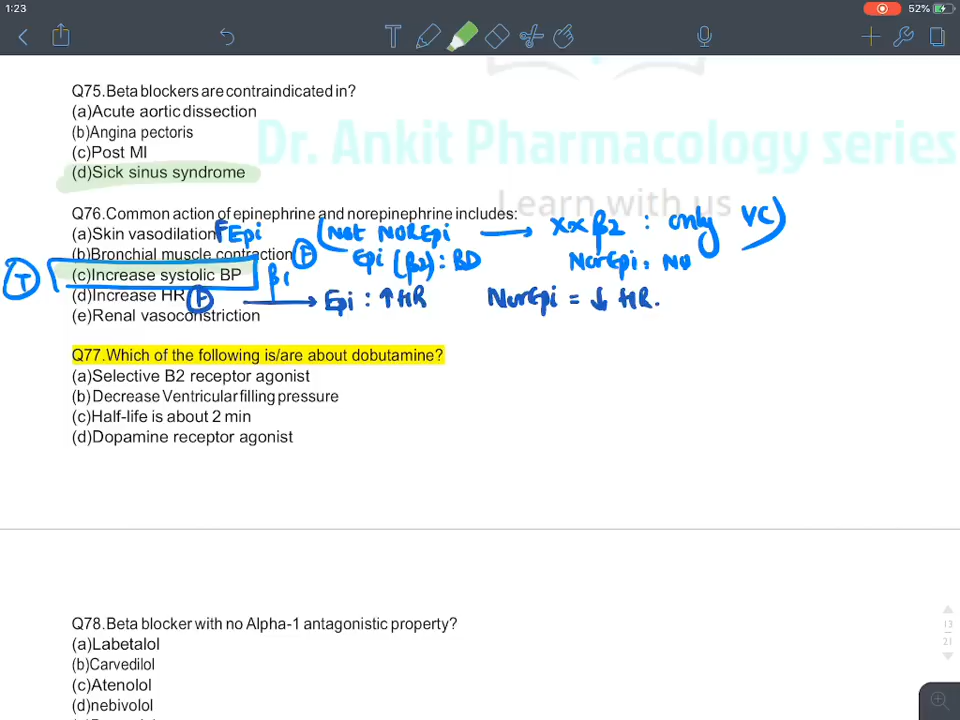 1:23
52%
Q75.Beta blockers are contraindicated in?
(a)Acute aortic dissection
(b)Angina pectoris
Dr. Ankit Pharmacology series
(c)Post MI
(d)Sick sinus syndrome
Learn with us
Q76.Common action of epinephrine and norepinephrine includes:
(a)Skin vasodilation F Epi (Not NOREpi → xx β2 : only VC)
(b)Bronchial muscle contraction F Epi (β2) : BD NorEpi : No
T (c)Increase systolic BP β1
(d)Increase HR F → Epi : ↑ HR NorEpi = ↓ HR.
(e)Renal vasoconstriction
Q77.Which of the following is/are about dobutamine?
(a)Selective B2 receptor agonist
(b)Decrease Ventricular filling pressure
(c)Half-life is about 2 min
(d)Dopamine receptor agonist
13
21
Q78.Beta blocker with no Alpha-1 antagonistic property?
(a)Labetalol
(b)Carvedilol
(c)Atenolol
(d)nebivolol